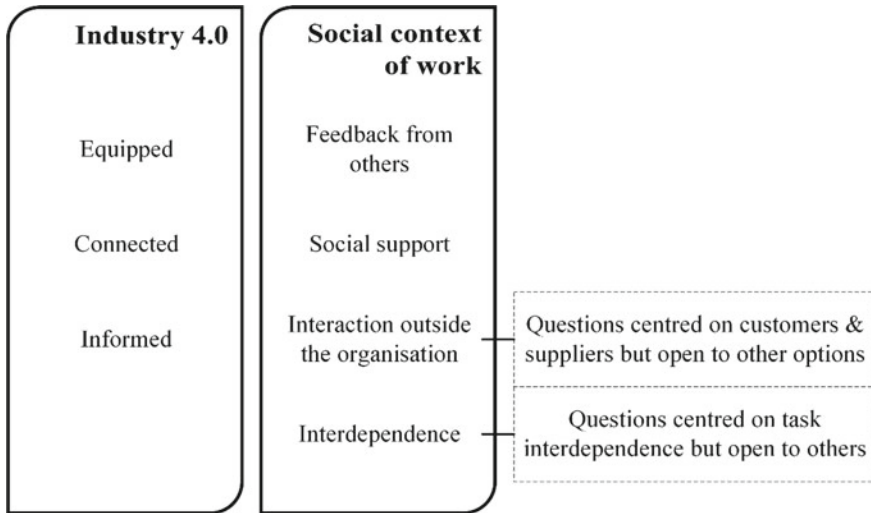 Industry 4.0
Equipped
Connected
Informed
Social context
of work
Feedback from
others
Social support
Interaction outside
the organisation
Interdependence
Questions centred on customers &
suppliers but open to other options
Questions centred on task
interdependence but open to others